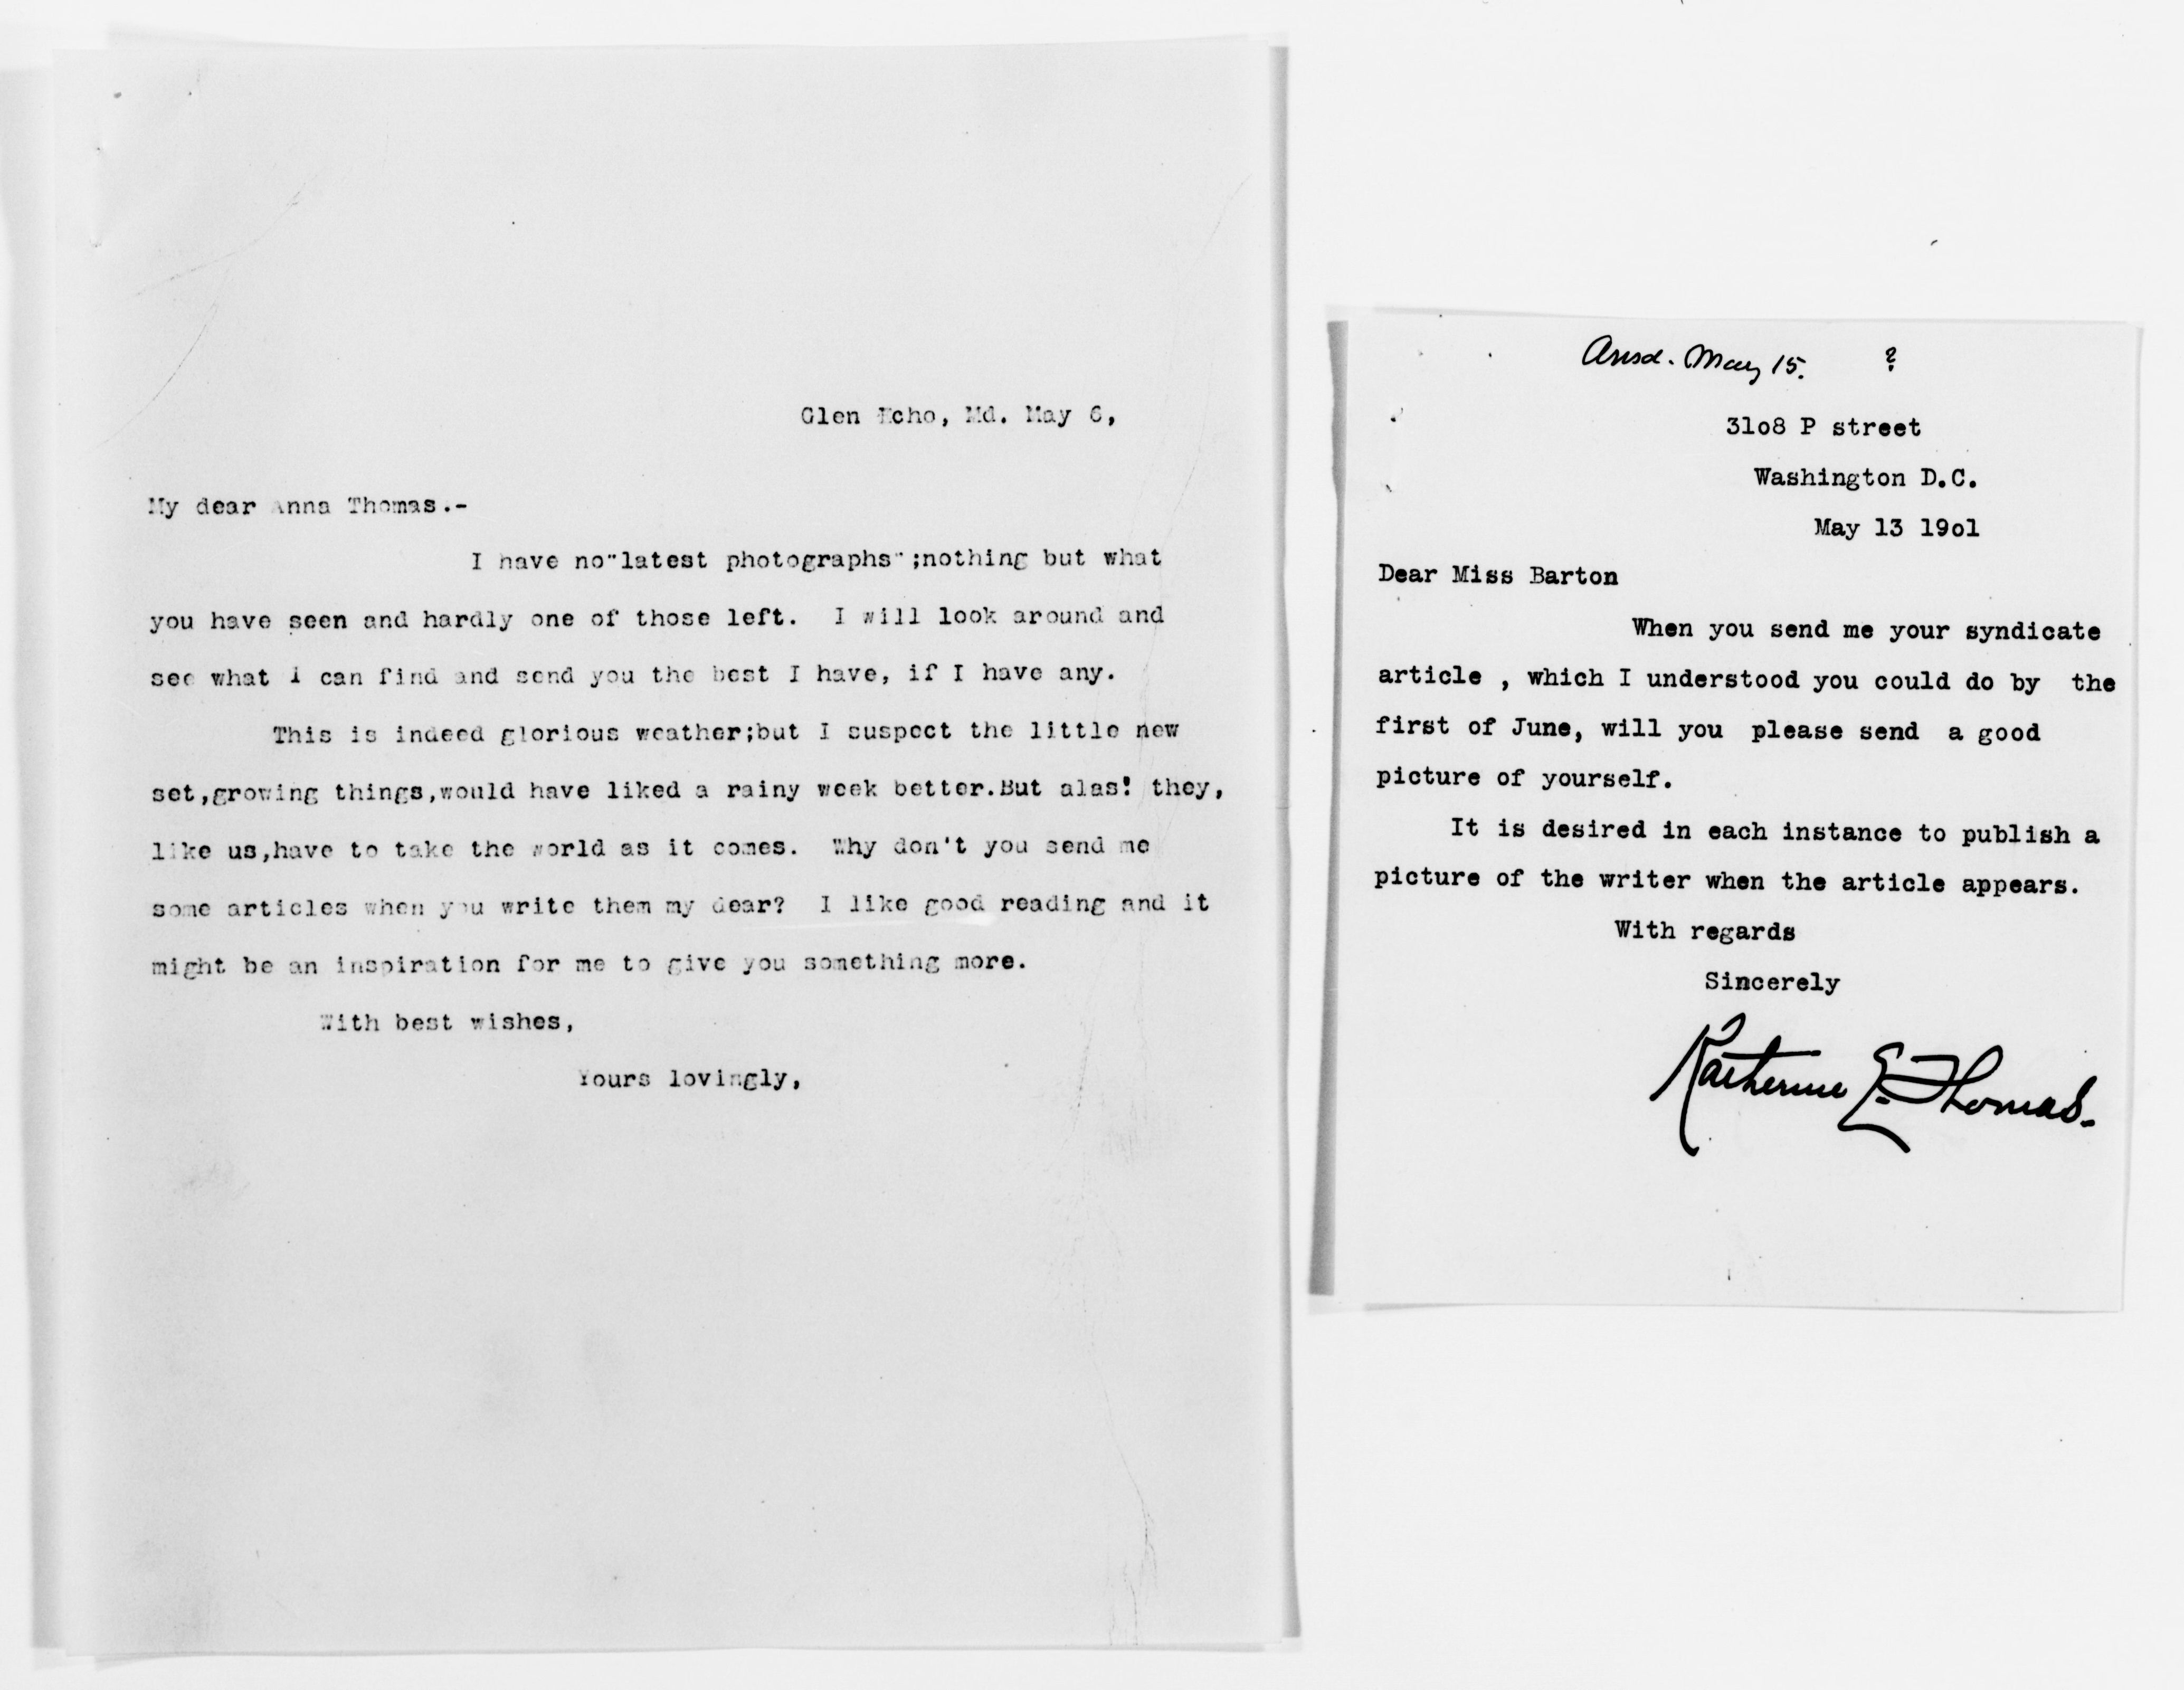 Glen Echo, Md. May 6,
My dear Anna Thomas.-
I have no"latest photographs";nothing but what
you have seen and hardly one of those left. I will look around and
see what I can find and send you the best I have, if I have any.
This is indeed glorious weather;but I suspect the little new
set,growing things,would have liked a rainy week better.But alas! they,
like us,have to take the world as it comes. Why don't you send me
some articles when you write them my dear? I like good reading and it
might be an inspiration for me to give you something more.
With best wishes,
Yours lovingly,
Ansd. May 15. ?
31o8 P street
Washington D.C.
May 13 19o1
Dear Miss Barton
When you send me your syndicate
article , which I understood you could do by the
first of June, will you please send a good
picture of yourself.
It is desired in each instance to publish a
picture of the writer when the article appears.
With regards
Sincerely
Katherine E. Thomas.